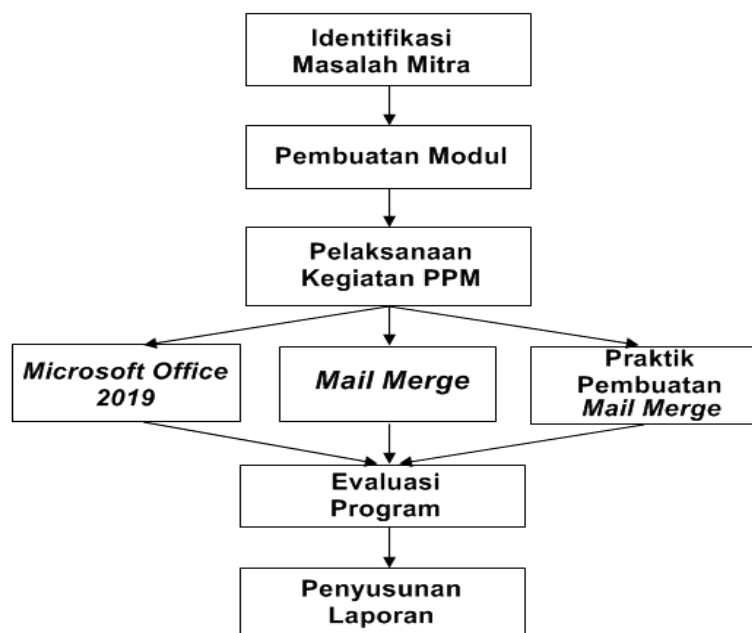 Identifikasi
Masalah Mitra
Pembuatan Modul
Pelaksanaan
Kegiatan PPM
Microsoft Office
2019
Mail Merge
Praktik
Pembuatan
Mail Merge
Evaluasi
Program
Penyusunan
Laporan